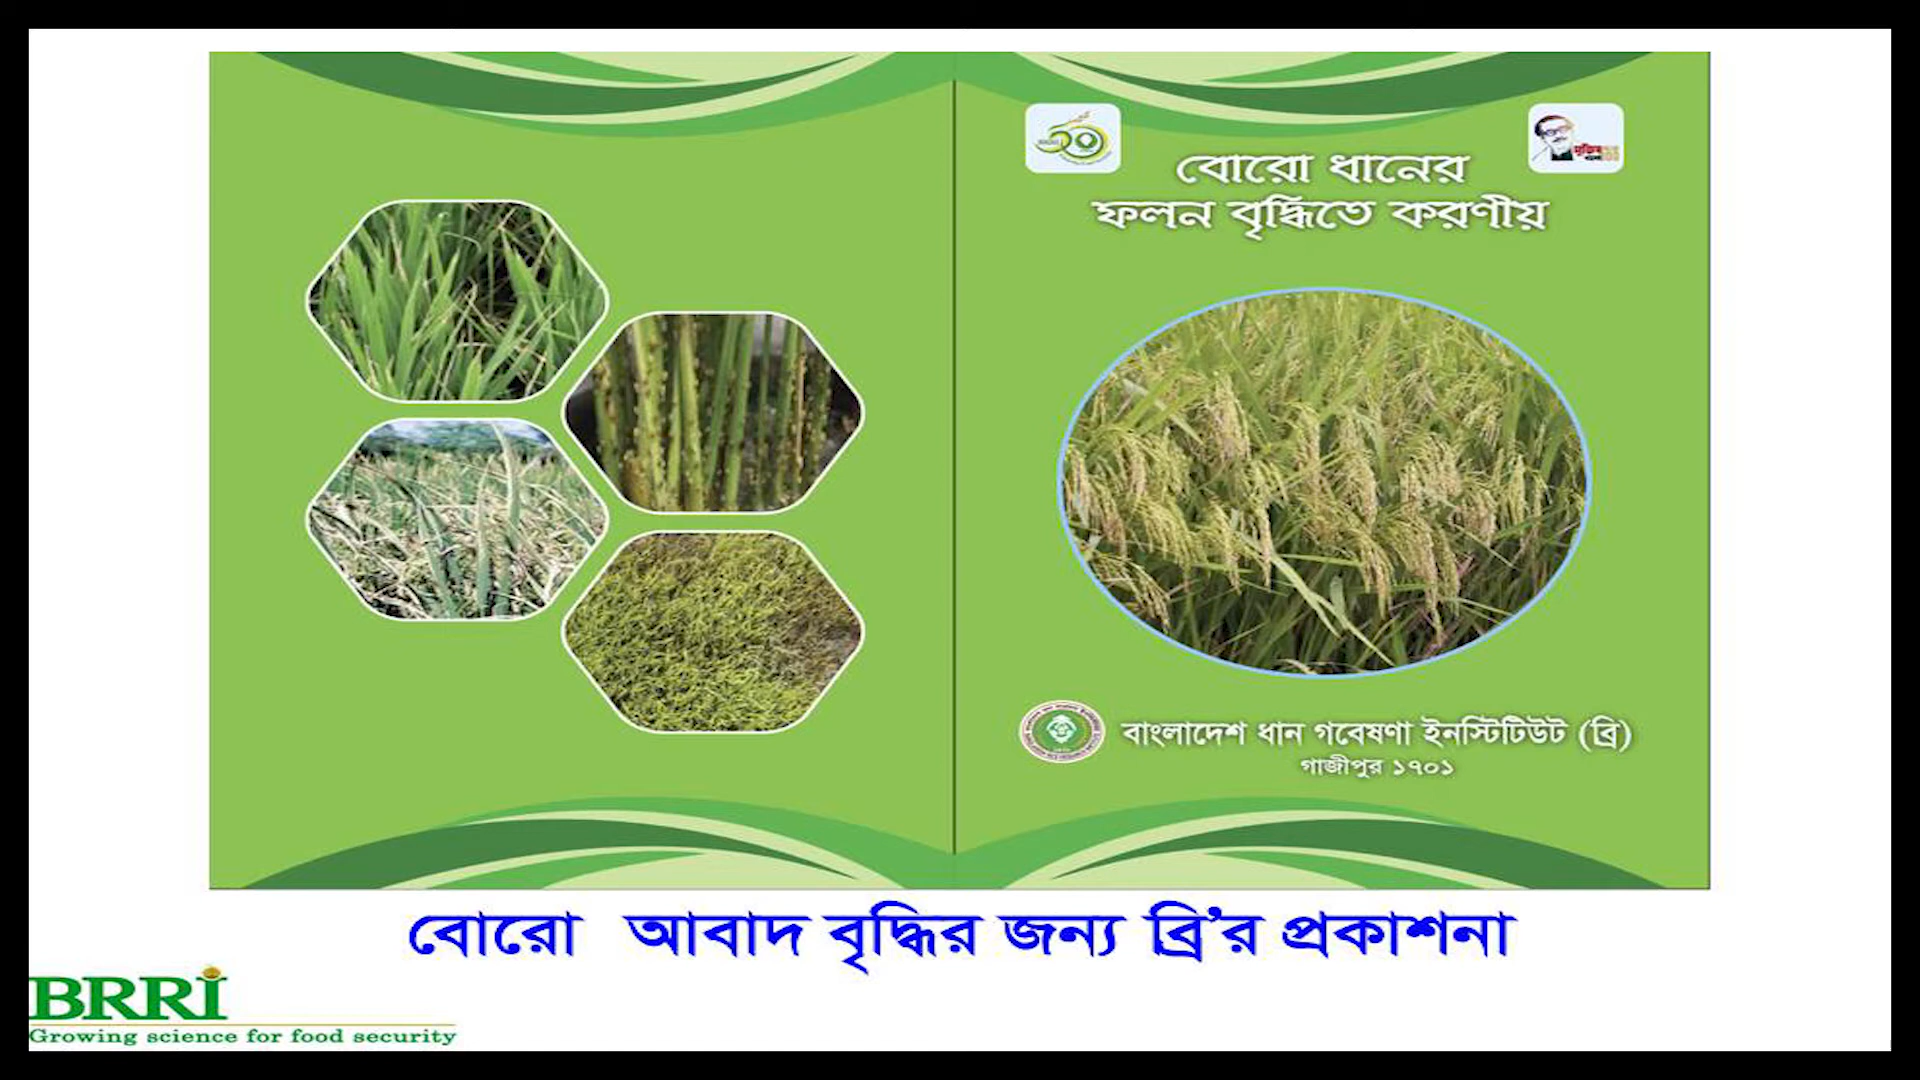 বোরো ধানের
ফলন বৃদ্ধিতে করণীয়
বাংলাদেশ ধান গবেষণা ইনস্টিটিউট (ব্রি)
গাজীপুর ১৭০১
বোরো আবাদ বৃদ্ধির জন্য ব্রি’র প্রকাশনা
BRRI
Growing science for food security